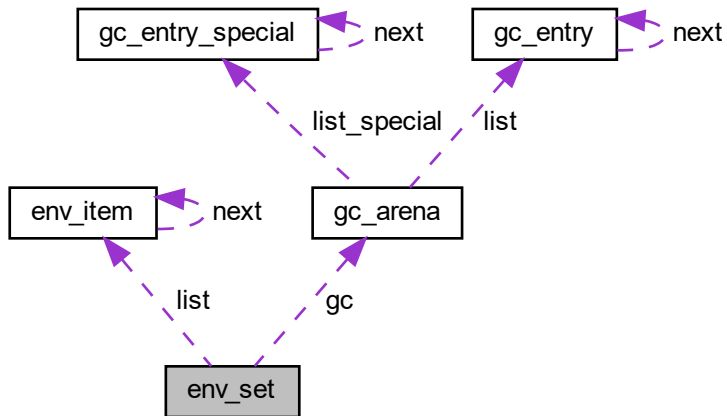 gc_entry_special
next
gc_entry
next
list_special
list
env_item
next
gc_arena
list
gc
env_set